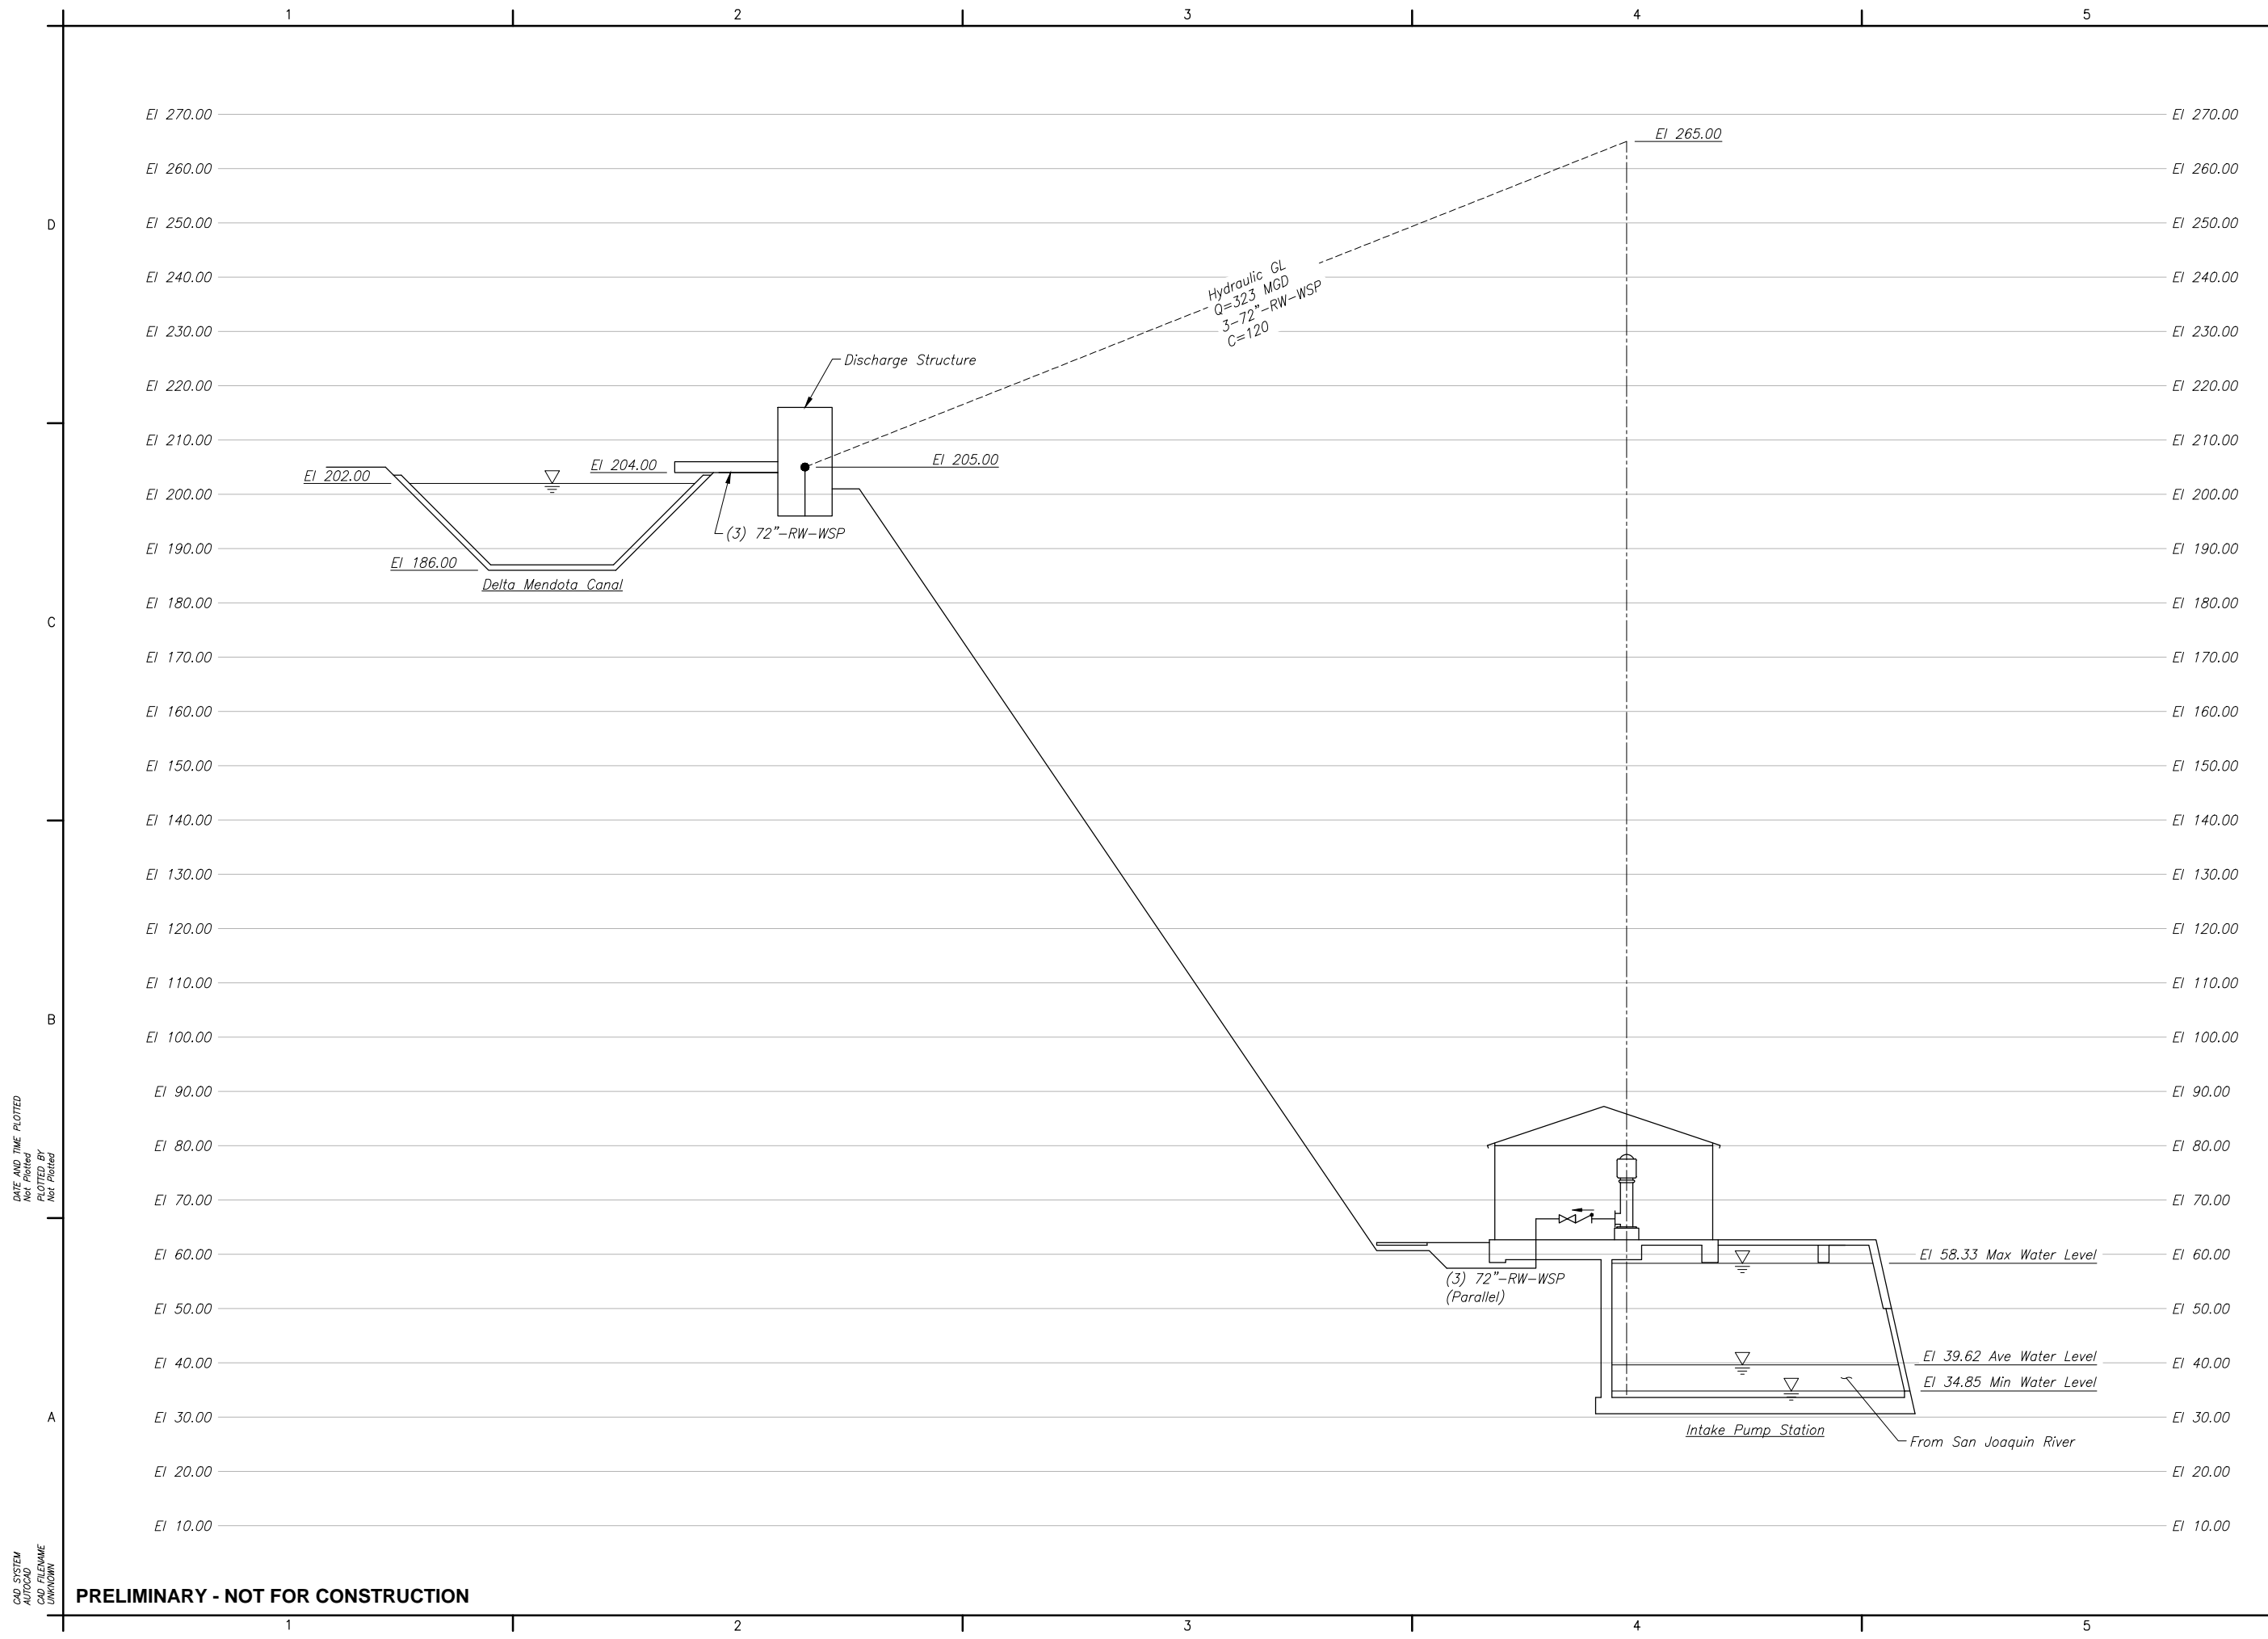 1 2 3 4 5
El 270.00 El 270.00
El 265.00
El 260.00 El 260.00
D
El 250.00 El 250.00
El 240.00 El 240.00
Hydraulic GL
Q=323 MGD
3-72"-RW-WSP
C=120
El 230.00 El 230.00
Discharge Structure
El 220.00 El 220.00
El 210.00 El 210.00
El 204.00
El 205.00
El 202.00
El 200.00 El 200.00
(3) 72"-RW-WSP
El 190.00 El 190.00
El 186.00
Delta Mendota Canal
El 180.00 El 180.00
C
El 170.00 El 170.00
El 160.00 El 160.00
El 150.00 El 150.00
El 140.00 El 140.00
El 130.00 El 130.00
El 120.00 El 120.00
El 110.00 El 110.00
B
El 100.00 El 100.00
El 90.00 El 90.00
El 80.00 El 80.00
El 70.00 El 70.00
El 60.00 El 60.00
El 58.33 Max Water Level
(3) 72"-RW-WSP
(Parallel)
El 50.00 El 50.00
El 40.00 El 40.00
El 39.62 Ave Water Level
El 34.85 Min Water Level
A
El 30.00 El 30.00
Intake Pump Station
From San Joaquin River
El 20.00 El 20.00
El 10.00 El 10.00
DATE AND TIME PLOTTED
Not Plotted
PLOTTED BY
Not Plotted
CAD SYSTEM
AUTOCAD
CAD FILENAME
UNKNOWN
PRELIMINARY - NOT FOR CONSTRUCTION
1 2 3 4 5